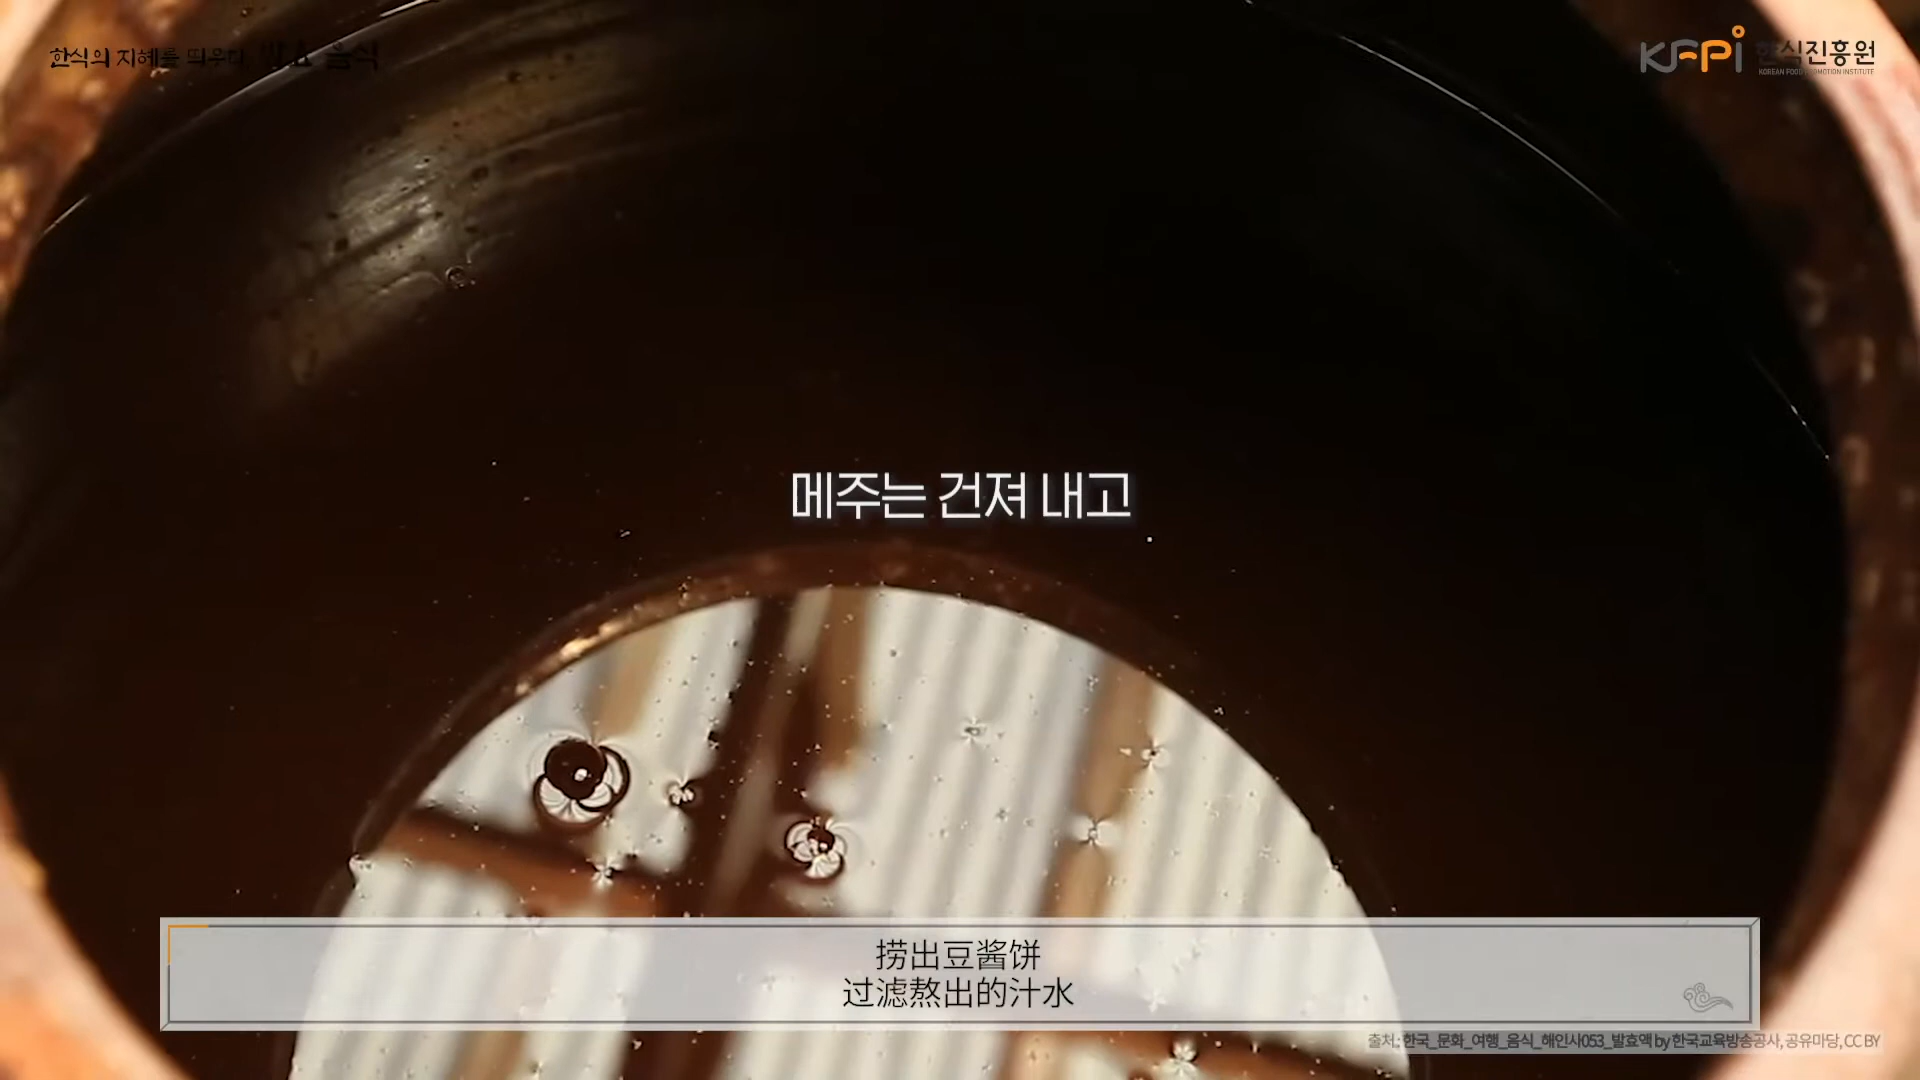 한식의 지혜를 띄우다, 발효 음식
KFPI 한식진흥원
KOREAN FOOD PROMOTION INSTITUTE
메주는 건져 내고
捞出豆酱饼
过滤熬出的汁水
출처: 한국_문화_여행_음식_해인사053_발효액 by 한국교육방송공사, 공유마당, CC BY